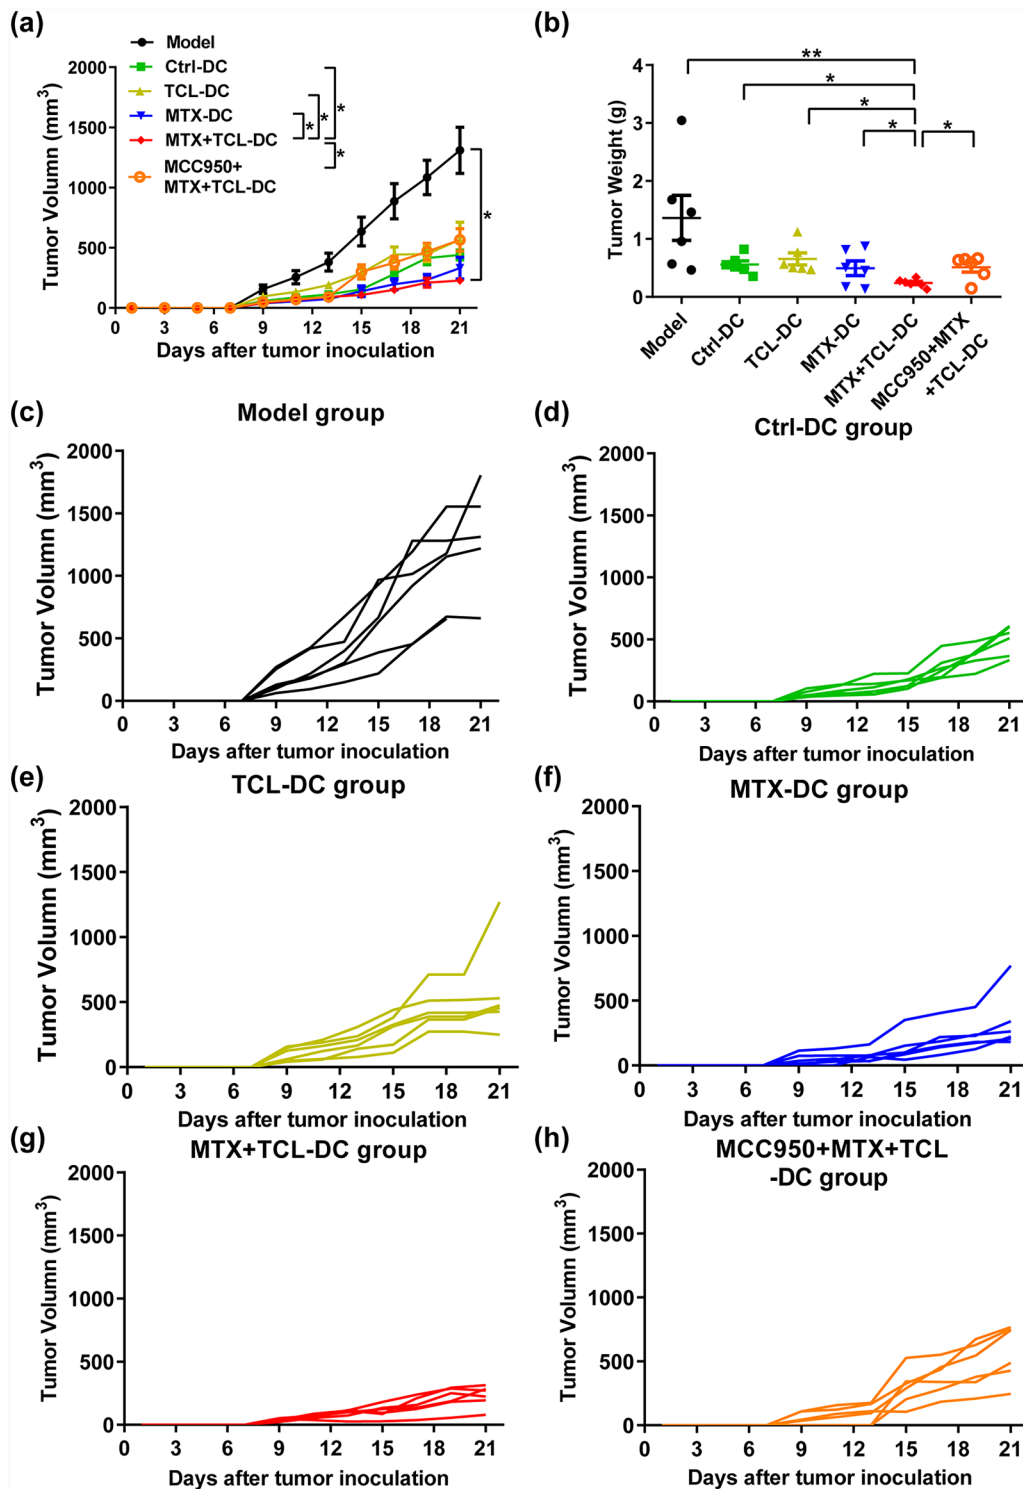 (a)
Model
Ctrl-DC
TCL-DC
MTX-DC
MTX+TCL-DC
MCC950+
MTX+TCL-DC
*
*
*
*
*
Tumor Volumn (mm³)
2000
1500
1000
500
0
0 3 6 9 12 15 18 21
Days after tumor inoculation
(b)
**
*
*
*
*
Tumor Weight (g)
4
3
2
1
0
Model
Ctrl-DC
TCL-DC
MTX-DC
MTX+TCL-DC
MCC950+MTX
+TCL-DC
(c)
Model group
Tumor Volumn (mm³)
2000
1500
1000
500
0
0 3 6 9 12 15 18 21
Days after tumor inoculation
(d)
Ctrl-DC group
Tumor Volumn (mm³)
2000
1500
1000
500
0
0 3 6 9 12 15 18 21
Days after tumor inoculation
(e)
TCL-DC group
Tumor Volumn (mm³)
2000
1500
1000
500
0
0 3 6 9 12 15 18 21
Days after tumor inoculation
(f)
MTX-DC group
Tumor Volumn (mm³)
2000
1500
1000
500
0
0 3 6 9 12 15 18 21
Days after tumor inoculation
(g)
MTX+TCL-DC group
Tumor Volumn (mm³)
2000
1500
1000
500
0
0 3 6 9 12 15 18 21
Days after tumor inoculation
(h)
MCC950+MTX+TCL
-DC group
Tumor Volumn (mm³)
2000
1500
1000
500
0
0 3 6 9 12 15 18 21
Days after tumor inoculation